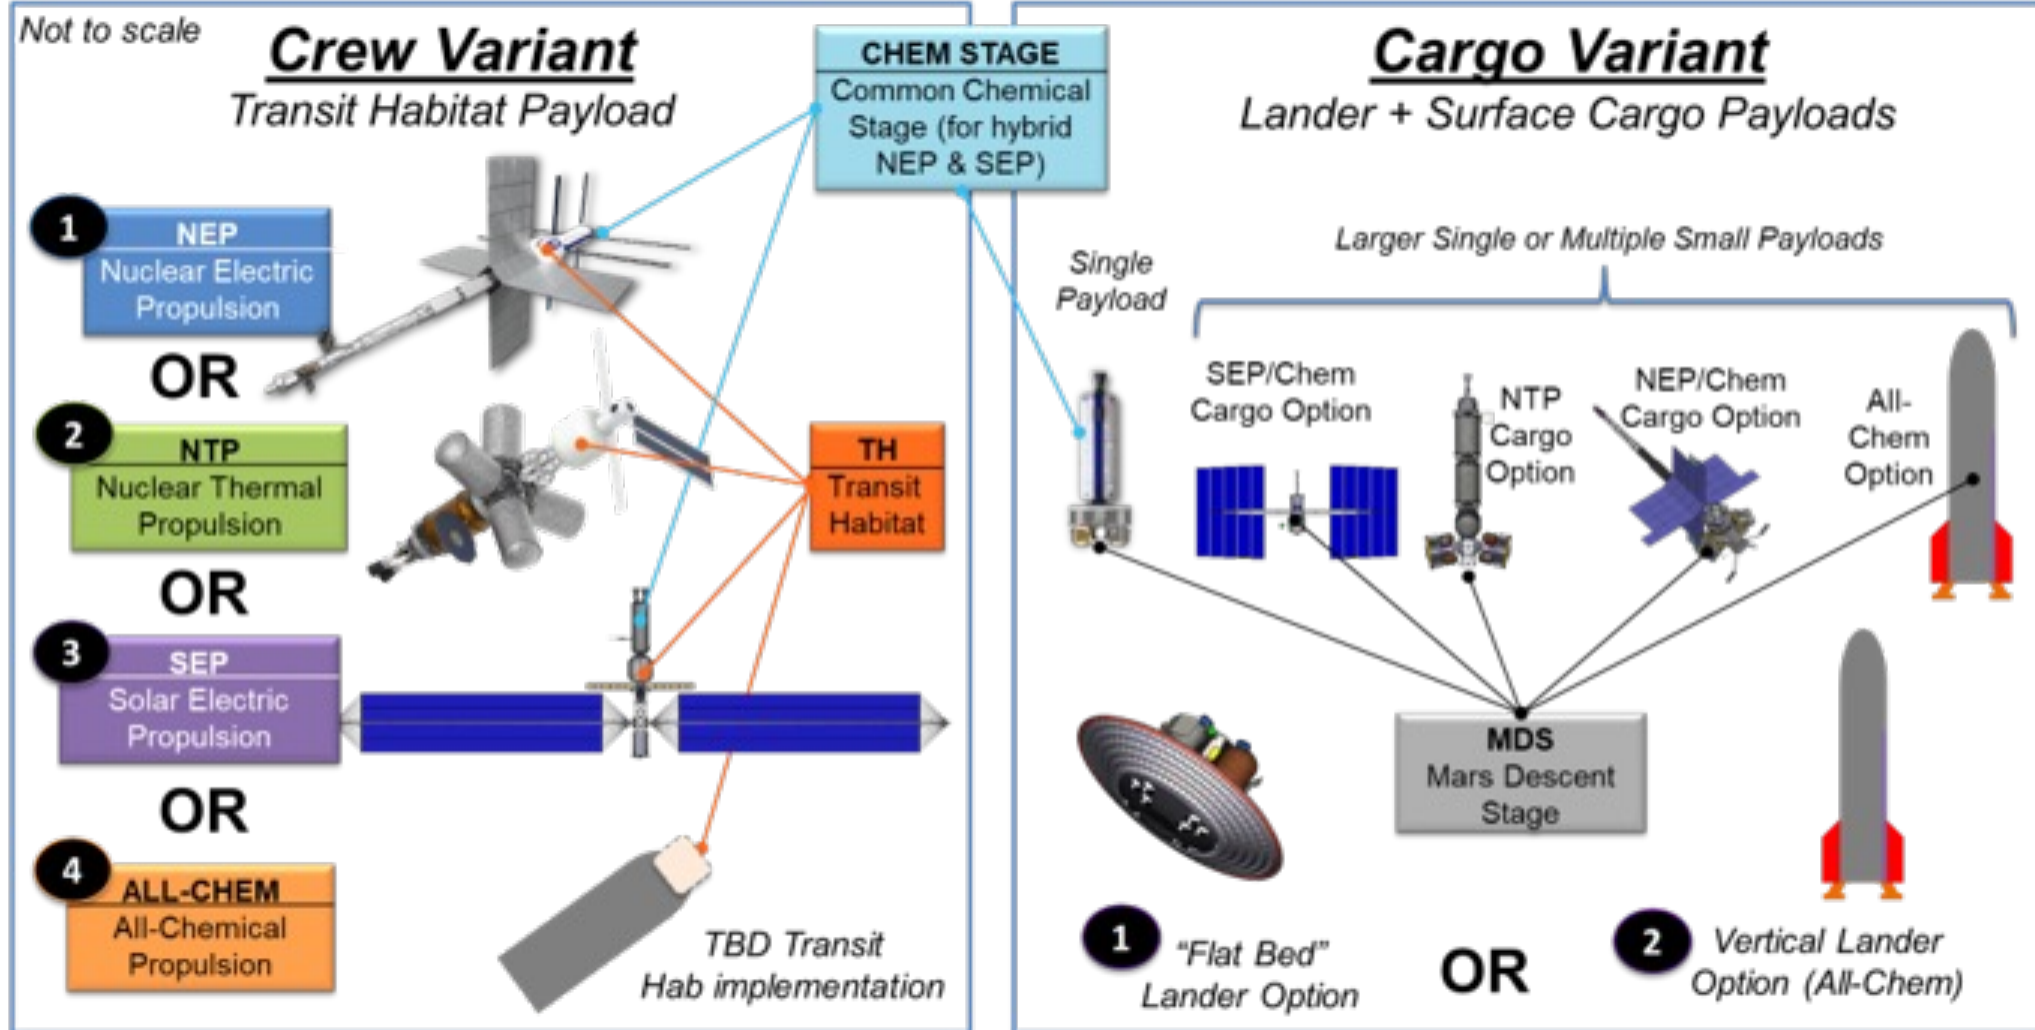 Not to scale
Crew Variant
Transit Habitat Payload
CHEM STAGE
Common Chemical
Stage (for hybrid
NEP & SEP)
1
NEP
Nuclear Electric
Propulsion
OR
2
NTP
Nuclear Thermal
Propulsion
OR
3
SEP
Solar Electric
Propulsion
OR
4
ALL-CHEM
All-Chemical
Propulsion
TH
Transit
Habitat
TBD Transit
Hab implementation
Cargo Variant
Lander + Surface Cargo Payloads
Single
Payload
Larger Single or Multiple Small Payloads
SEP/Chem
Cargo Option
NTP
Cargo
Option
NEP/Chem
Cargo Option
All-
Chem
Option
MDS
Mars Descent
Stage
1
“Flat Bed”
Lander Option
OR
2
Vertical Lander
Option (All-Chem)